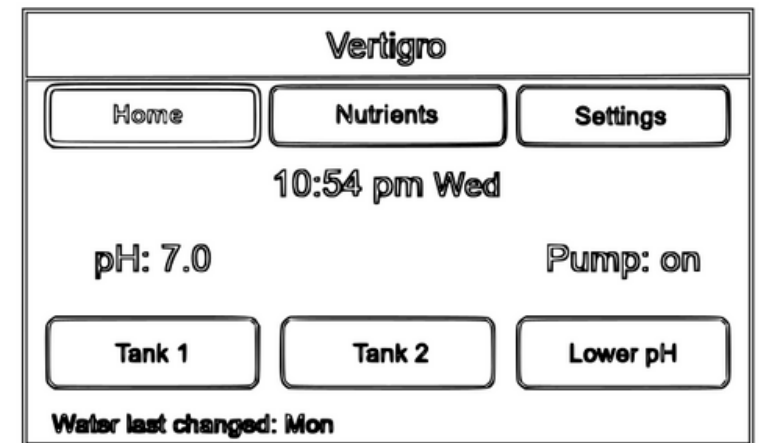 Vertigro
Home Nutrients Settings
10:54 pm Wed
pH: 7.0 Pump: on
Tank 1 Tank 2 Lower pH
Water last changed: Mon